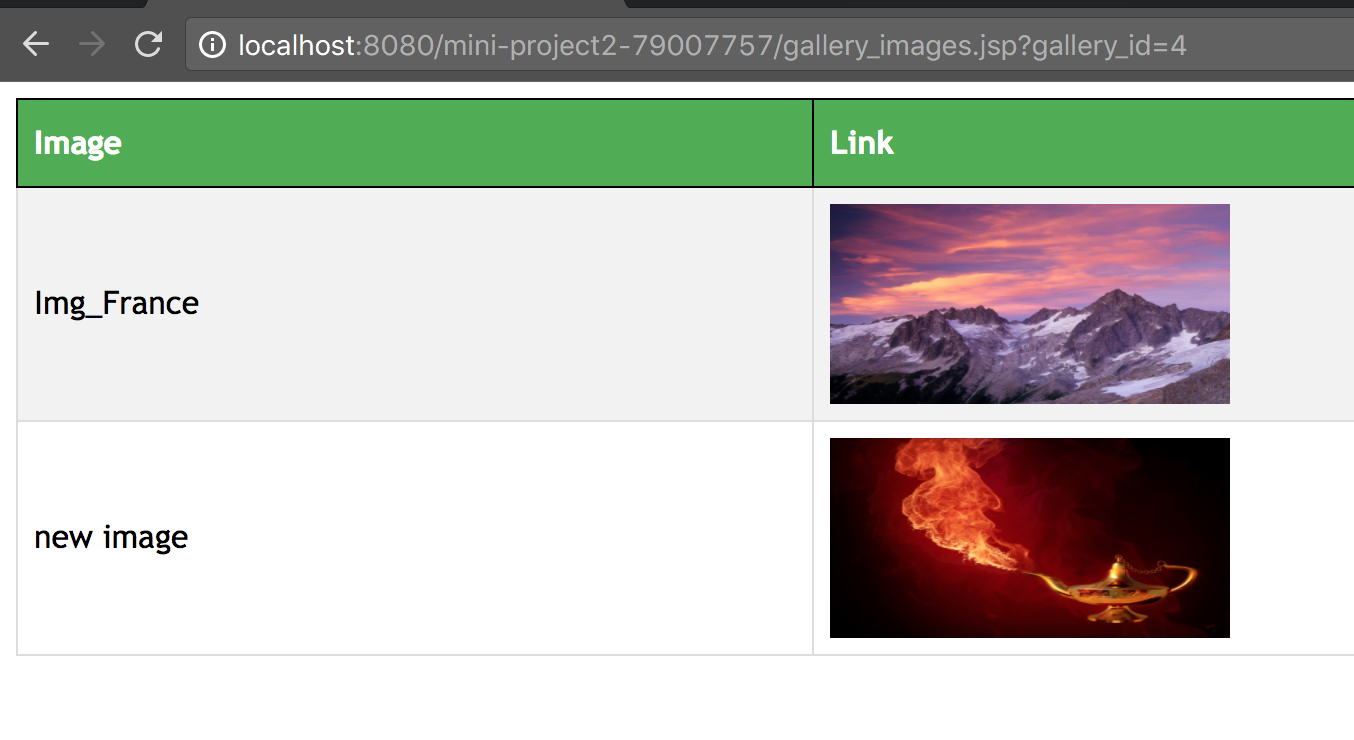 localhost:8080/mini-project2-79007757/gallery_images.jsp?gallery_id=4
Image Link
Img_France
new image